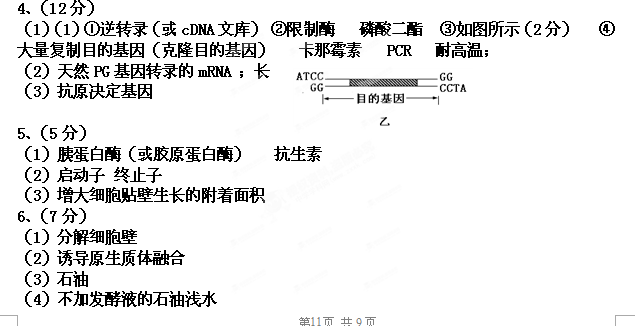 4、（12分）
（1）（1）①逆转录（或 cDNA 文库） ②限制酶 磷酸二酯 ③如图所示（2分） ④
大量复制目的基因（克隆目的基因） 卡那霉素 PCR 耐高温；
（2）天然 PG 基因转录的 mRNA ；长
（3）抗原决定基因
ATCC GG
GG CCTA
目的基因
乙
5、（5分）
（1）胰蛋白酶（或胶原蛋白酶） 抗生素
（2）启动子 终止子
（3）增大细胞贴壁生长的附着面积
6、（7分）
（1）分解细胞壁
（2）诱导原生质体融合
（3）石油
（4）不加发酵液的石油浅水
第11页 共9页